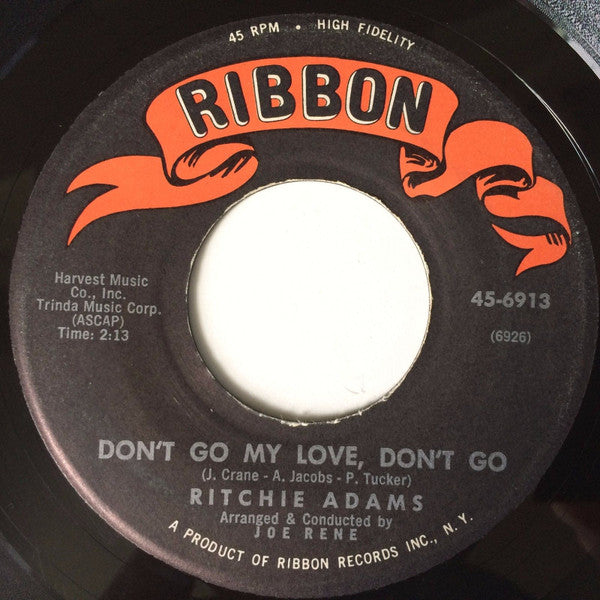 45 RPM • HIGH FIDELITY
RIBBON
Harvest Music
Co., Inc.
Trinda Music Corp.
(ASCAP)
Time: 2:13
45-6913
(6926)
DON'T GO MY LOVE, DON'T GO
(J. Crane - A. Jacobs - P. Tucker)
RITCHIE ADAMS
Arranged & Conducted by
JOE RENE
A PRODUCT OF RIBBON RECORDS INC., N. Y.